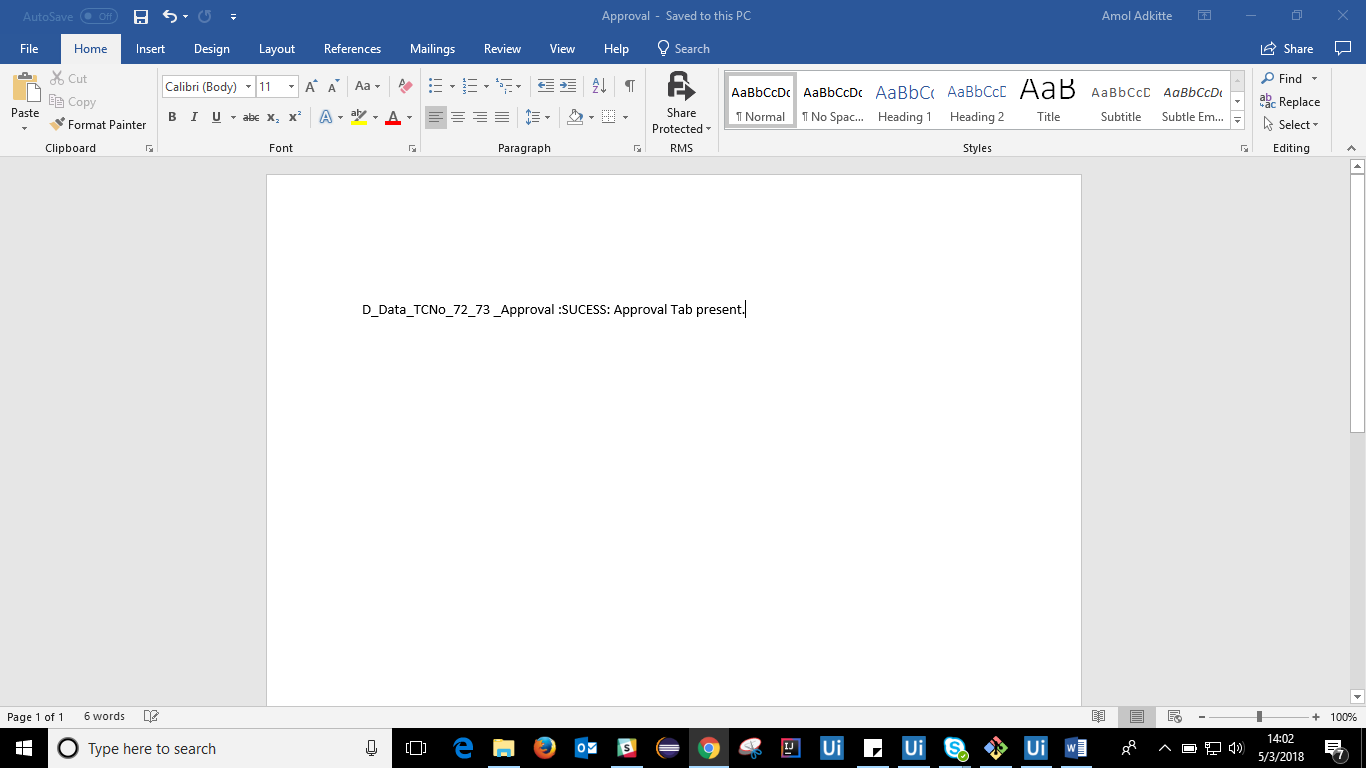 AutoSave Off
Approval - Saved to this PC
Amol Adkitte
File Home Insert Design Layout References Mailings Review View Help Search
Share
Paste
Cut
Copy
Format Painter
Clipboard
Calibri (Body) 11
B I U abc x₂ x²
Font
Paragraph
Share
Protected
RMS
AaBbCcDc AaBbCcDc AaBbCc AaBbCcD AaB AaBbCcD AaBbCcDc
¶ Normal ¶ No Spac... Heading 1 Heading 2 Title Subtitle Subtle Em...
Styles
Find
Replace
Select
Editing
D_Data_TCNo_72_73 _Approval :SUCESS: Approval Tab present.
Page 1 of 1 6 words
100%
Type here to search
14:02
5/3/2018
7